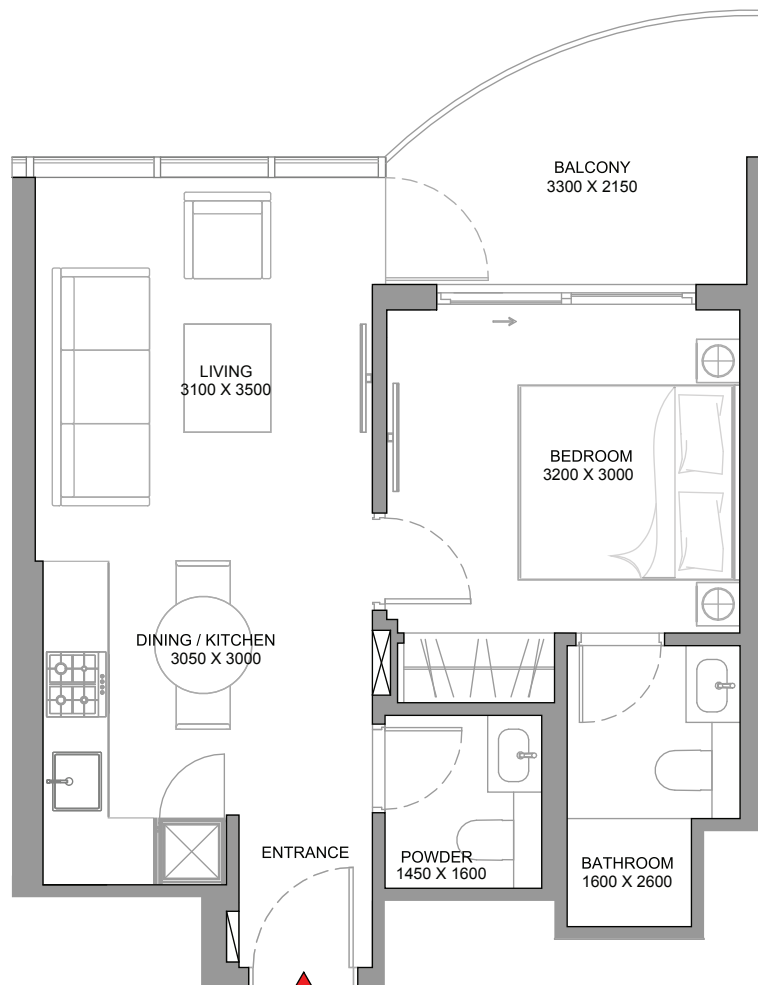 BALCONY
3300 X 2150
LIVING
3100 X 3500
BEDROOM
3200 X 3000
DINING / KITCHEN
3050 X 3000
ENTRANCE
POWDER
1450 X 1600
BATHROOM
1600 X 2600